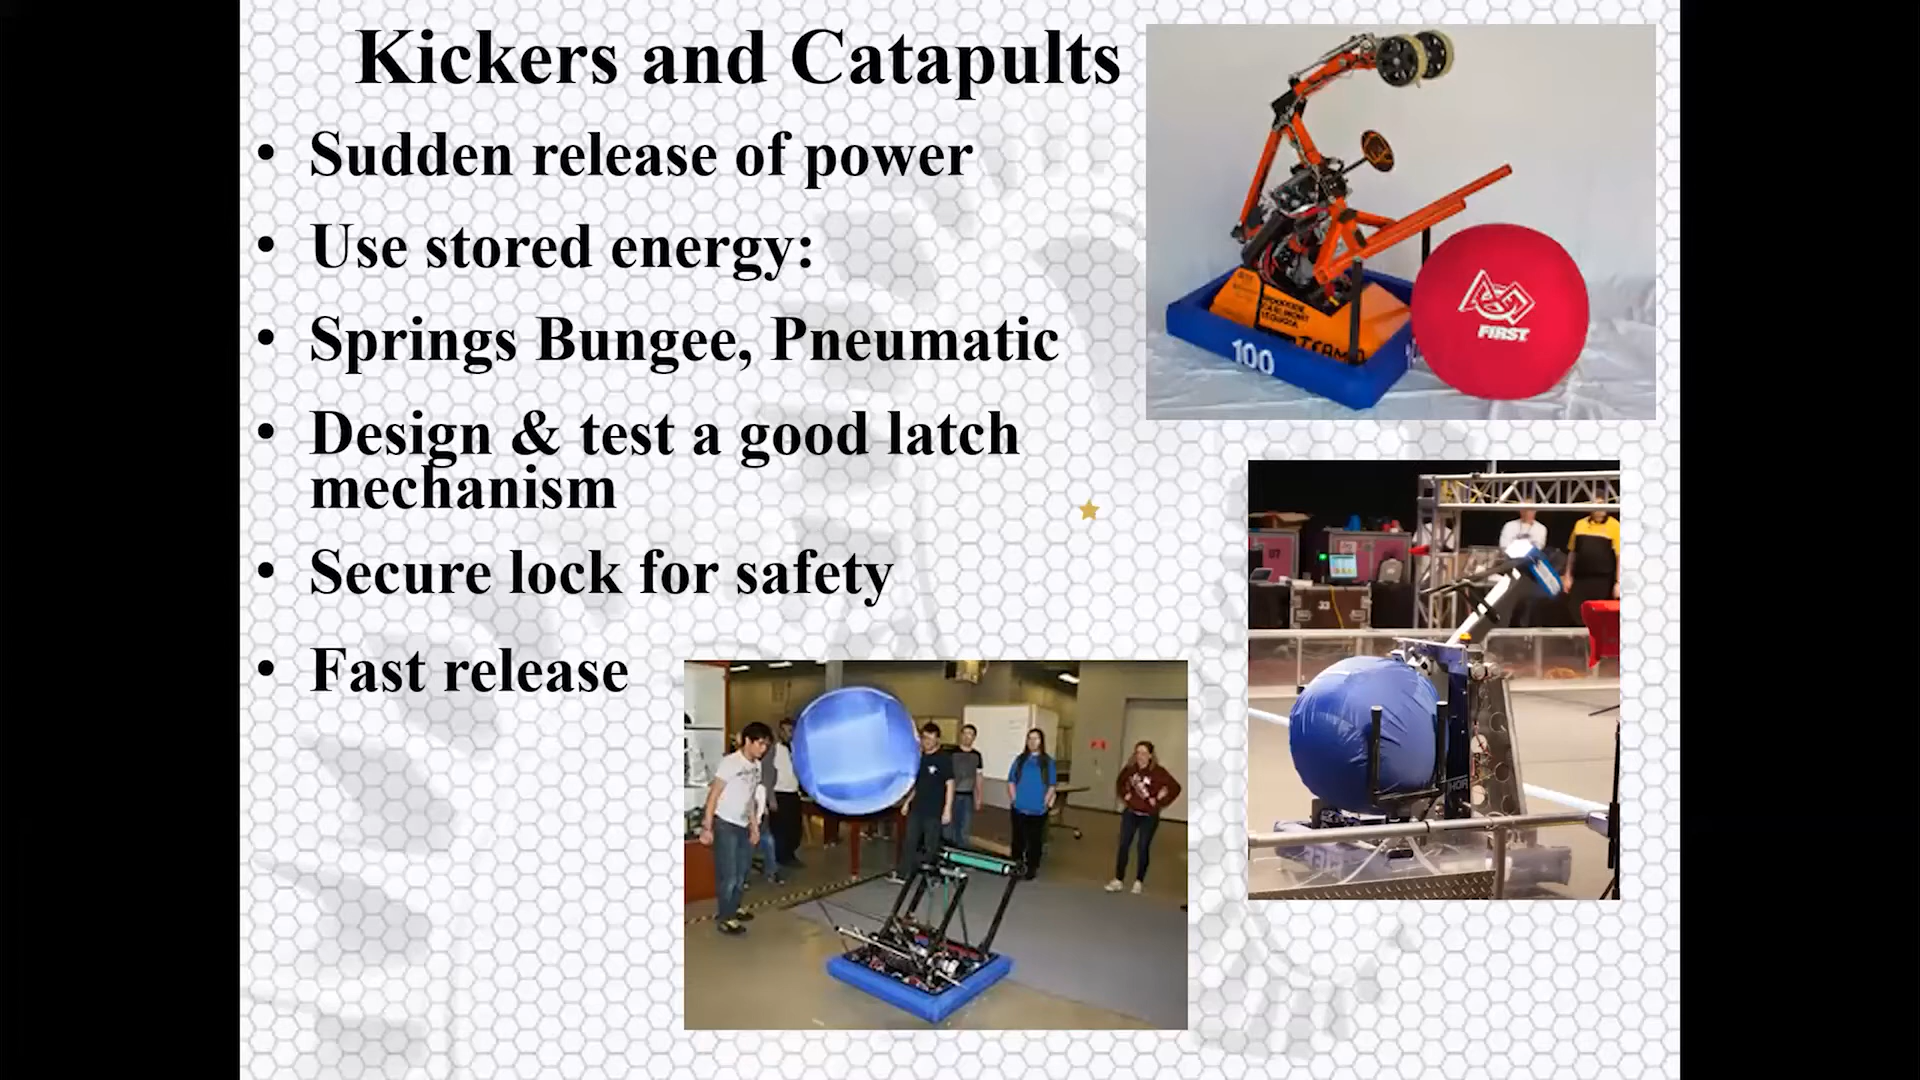 Kickers and Catapults
• Sudden release of power
• Use stored energy:
• Springs Bungee, Pneumatic
• Design & test a good latch
mechanism
• Secure lock for safety
• Fast release
100
FIRST